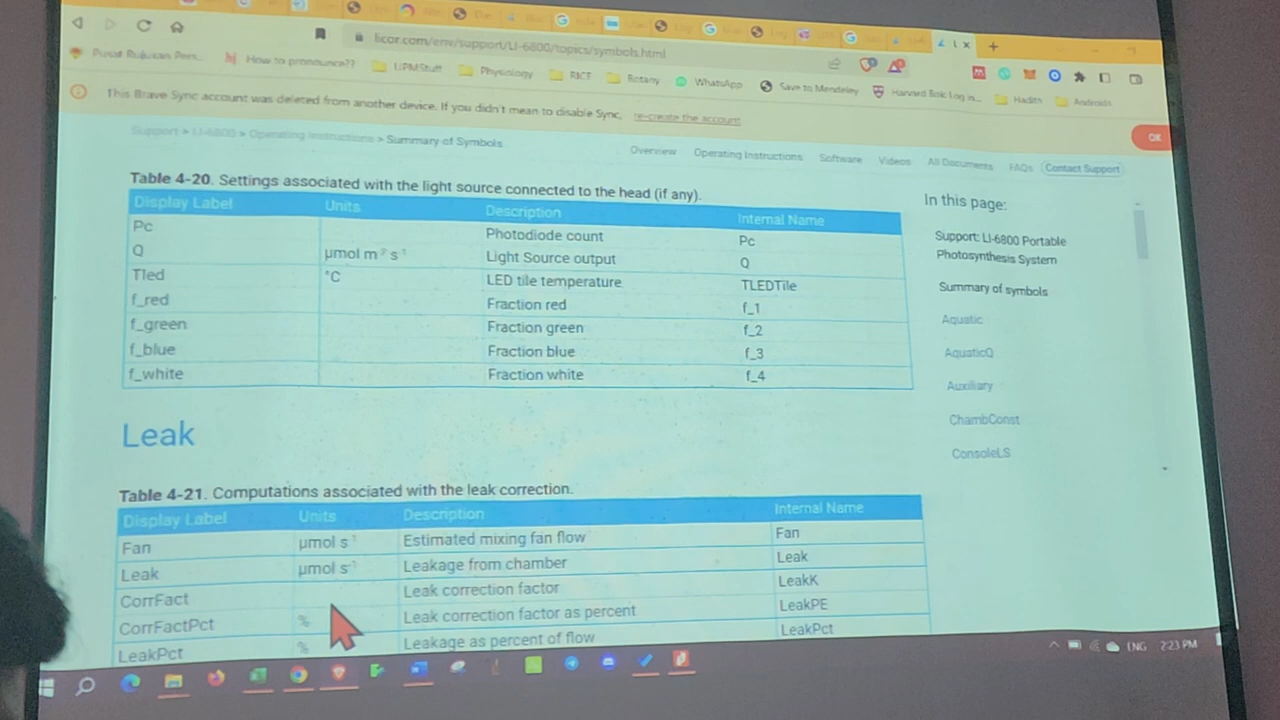 licor.com/env/support/LI-6800/topics/symbols.html
How to pronounce??
UPMStuff
Physiology
RICE
Botany
WhatsApp
Save to Mendeley
Hadith
Androids
This Brave Sync account was deleted from another device. If you didn't mean to disable Sync, re-create the account
OK
Support > LI-6800 > Operating Instructions > Summary of Symbols
Overview Operating Instructions Software Videos All Documents FAQs Contact Support
Table 4-20. Settings associated with the light source connected to the head (if any).
Display Label Units Description Internal Name
Pc Photodiode count Pc
Q μmol m⁻² s⁻¹ Light Source output Q
Tled °C LED tile temperature TLEDTile
f_red Fraction red f_1
f_green Fraction green f_2
f_blue Fraction blue f_3
f_white Fraction white f_4
In this page:
Support: LI-6800 Portable
Photosynthesis System
Summary of symbols
Aquatic
AquaticQ
Auxiliary
ChambConst
ConsoleLS
Leak
Table 4-21. Computations associated with the leak correction.
Display Label Units Description Internal Name
Fan μmol s⁻¹ Estimated mixing fan flow Fan
Leak μmol s⁻¹ Leakage from chamber Leak
CorrFact Leak correction factor LeakK
CorrFactPct % Leak correction factor as percent LeakPE
LeakPct % Leakage as percent of flow LeakPct
ENG 2:23 PM